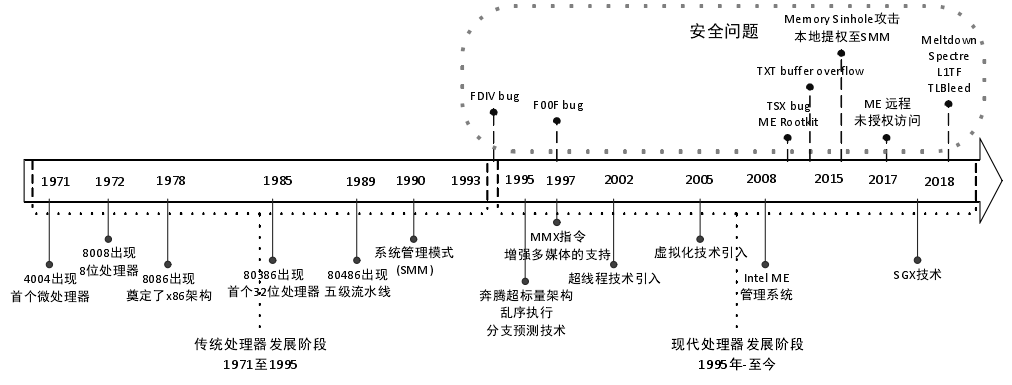 安全问题
Memory Sinhole攻击
本地提权至SMM
Meltdown
Spectre
L1TF
TLBleed
TXT buffer overflow
FDIV bug
F00F bug
TSX bug
ME Rootkit
ME 远程
未授权访问
1971 1972 1978 1985 1989 1990 1993 1995 1997 2002 2005 2008 2015 2017 2018
4004出现
首个微处理器
8008出现
8位处理器
8086出现
奠定了x86架构
80386出现
首个32位处理器
80486出现
五级流水线
系统管理模式
(SMM)
奔腾超标量架构
乱序执行
分支预测技术
MMX指令
增强多媒体的支持
超线程技术引入
虚拟化技术引入
Intel ME
管理系统
SGX技术
传统处理器发展阶段
1971至1995
现代处理器发展阶段
1995年-至今